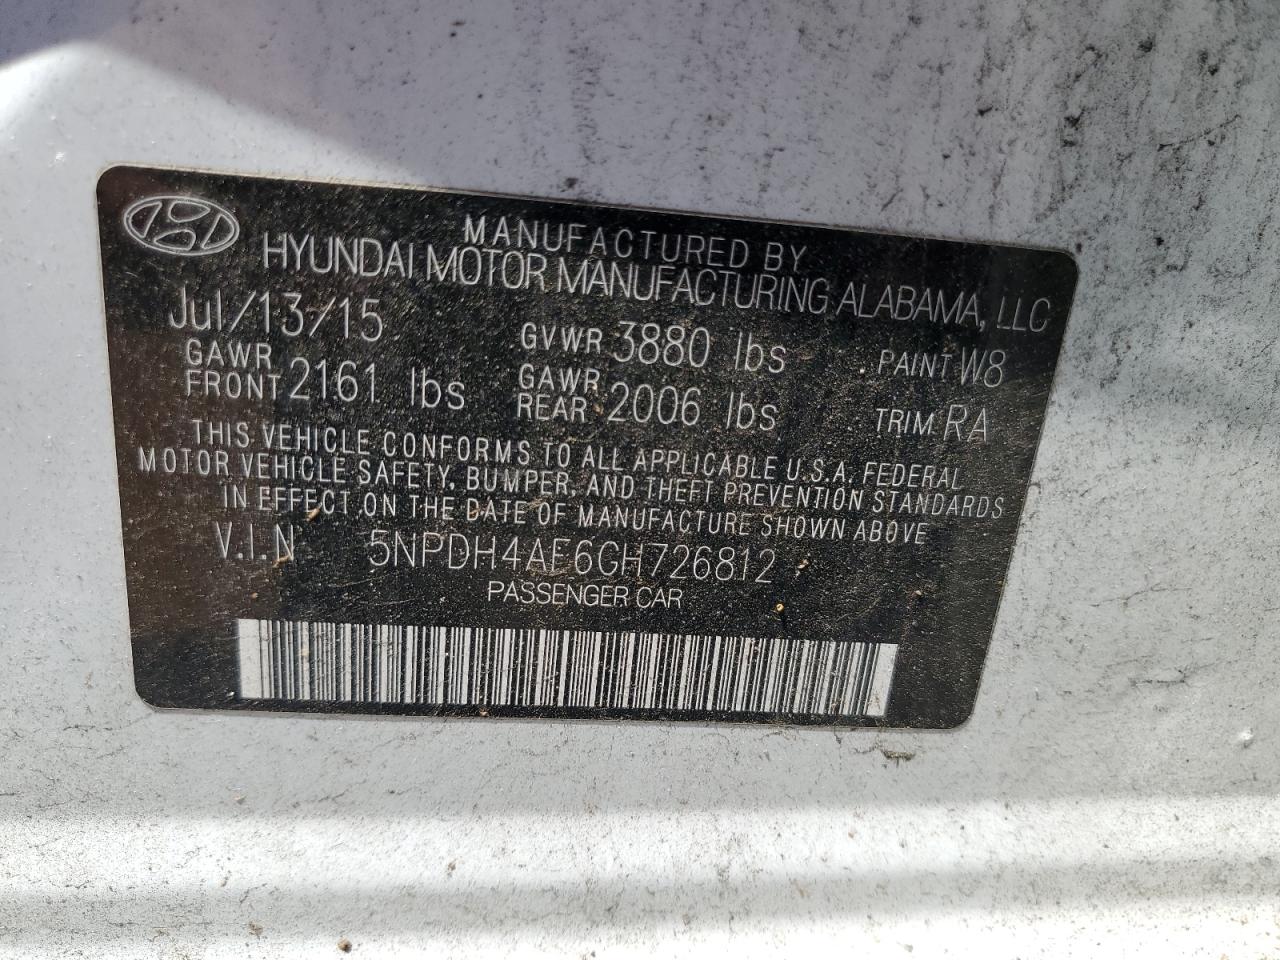 MANUFACTURED BY
HYUNDAI MOTOR MANUFACTURING ALABAMA, LLC
Jul/13/15 GVWR 3880 lbs PAINT W8
GAWR FRONT 2161 lbs GAWR REAR 2006 lbs TRIM RA
THIS VEHICLE CONFORMS TO ALL APPLICABLE U.S.A. FEDERAL
MOTOR VEHICLE SAFETY, BUMPER, AND THEFT PREVENTION STANDARDS
IN EFFECT ON THE DATE OF MANUFACTURE SHOWN ABOVE
V.I.N 5NPDH4AE6GH726812
PASSENGER CAR